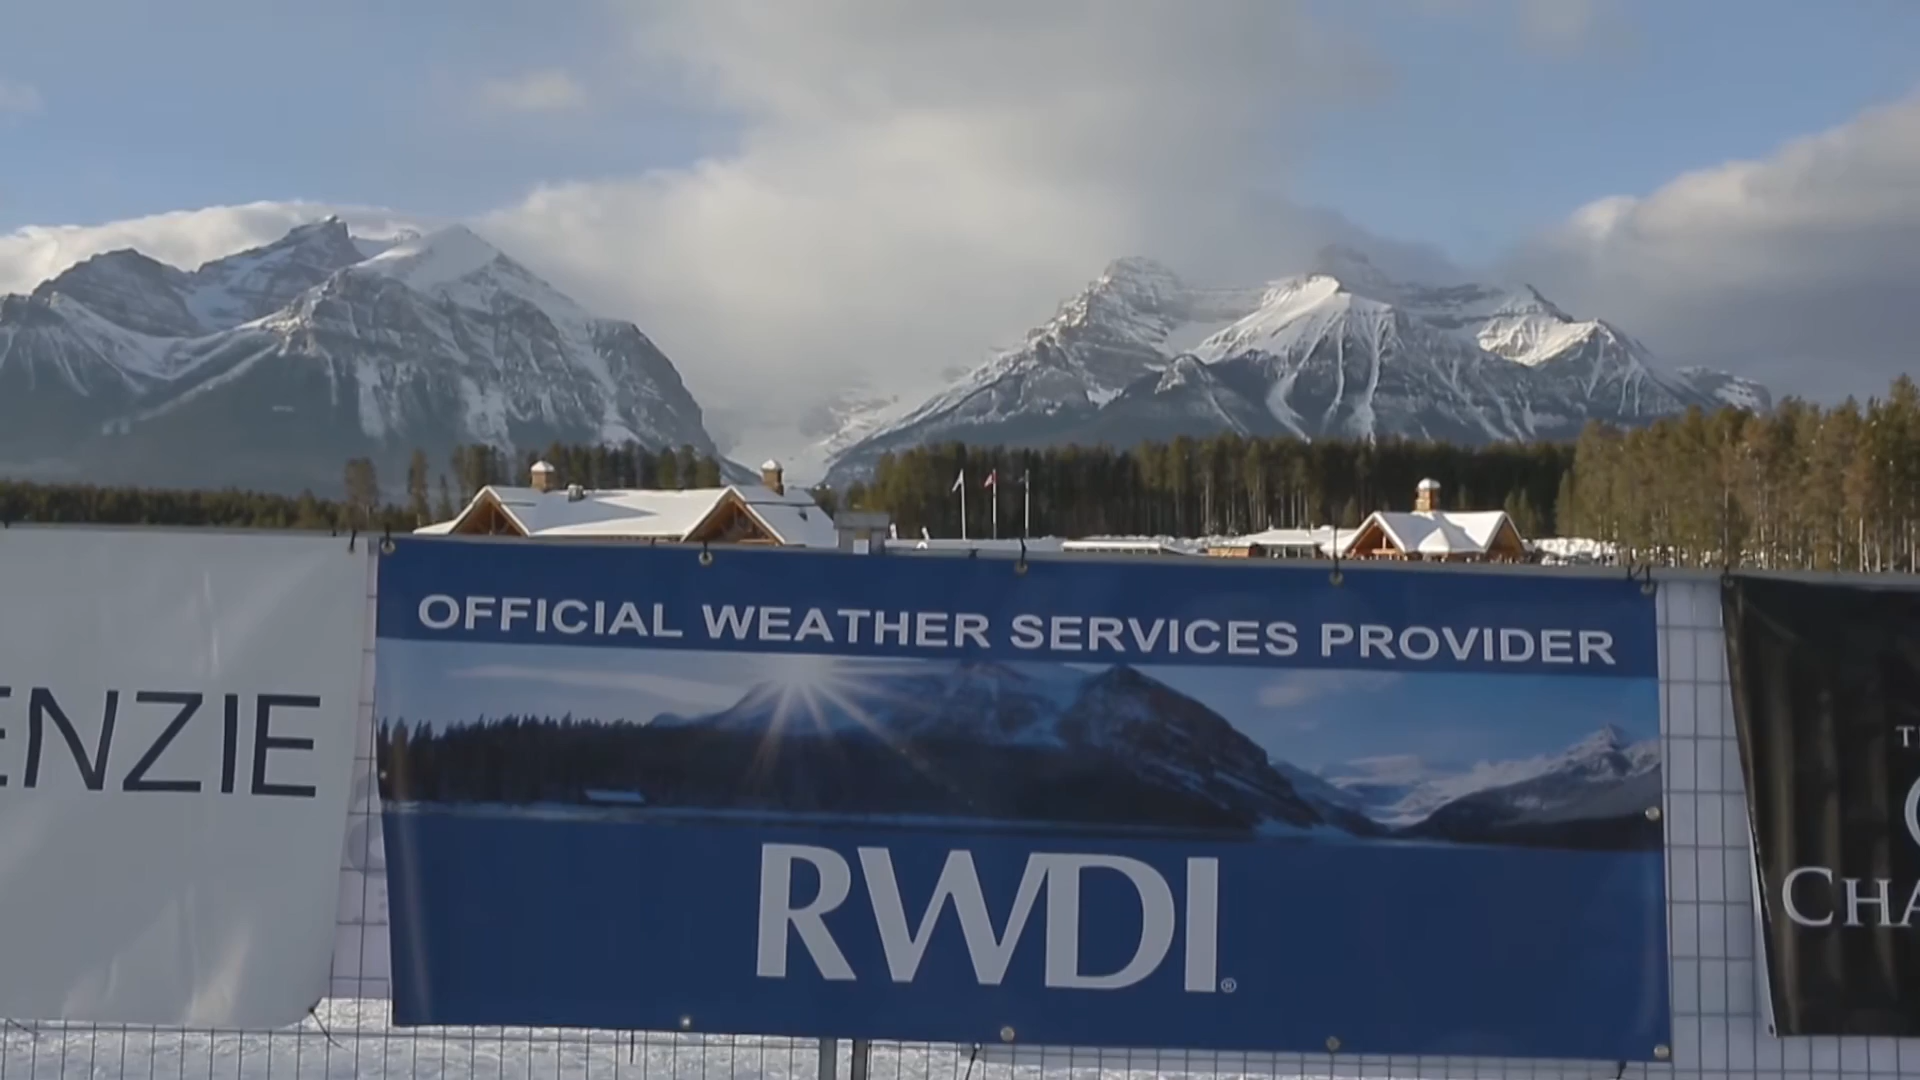 ENZIE
OFFICIAL WEATHER SERVICES PROVIDER
RWDI®
CHA